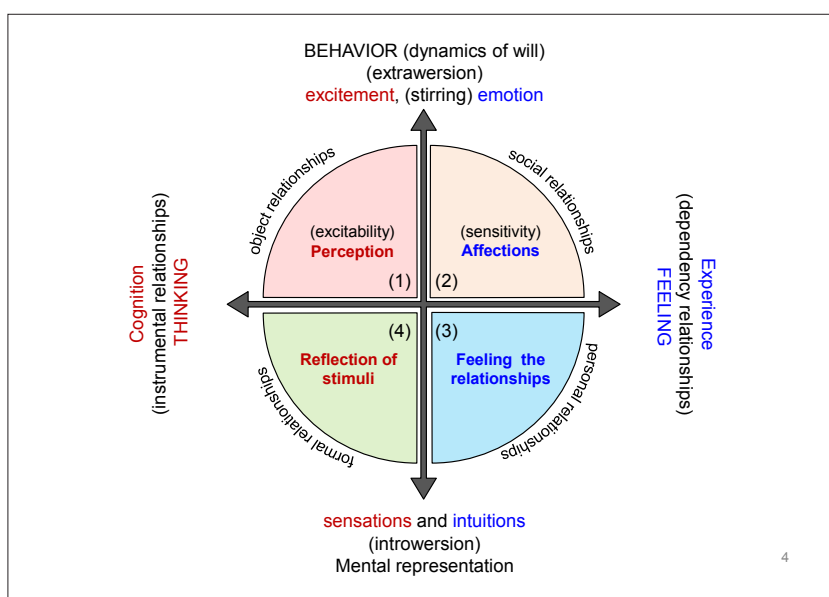 BEHAVIOR (dynamics of will)
(extrawersion)
excitement, (stirring) emotion
object relationships
social relationships
(excitability)
Perception
(1)
(sensitivity)
Affections
(2)
Cognition
(instrumental relationships)
THINKING
Experience
(dependency relationships)
FEELING
(4)
Reflection of
stimuli
(3)
Feeling the
relationships
formal relationships
personal relationships
sensations and intuitions
(introwersion)
Mental representation
4